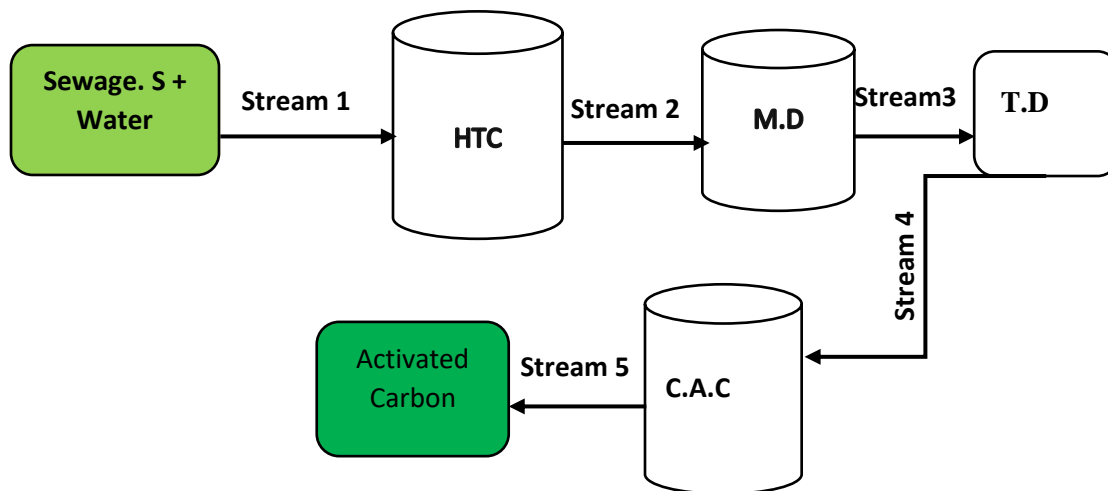 Sewage. S +
Water
Stream 1
HTC
Stream 2
M.D
Stream3
T.D
Stream 4
C.A.C
Stream 5
Activated
Carbon